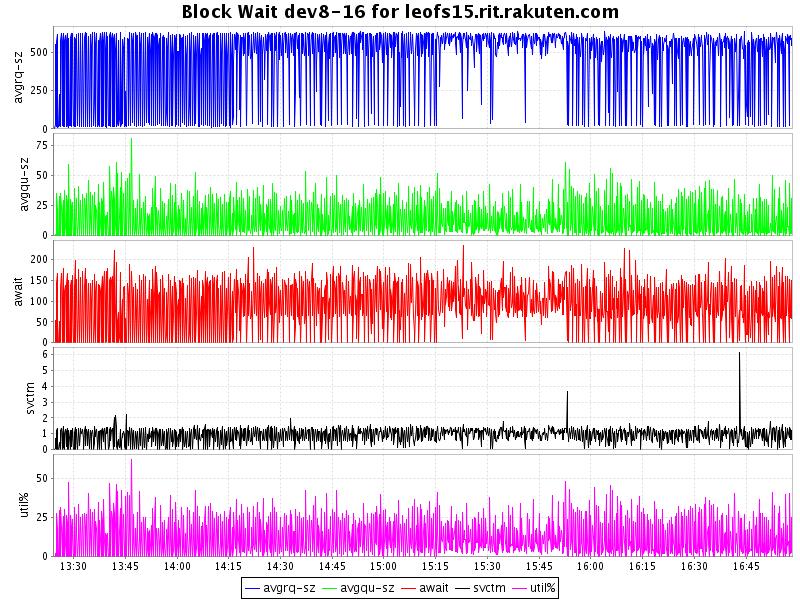 Block Wait dev8-16 for leofs15.rit.rakuten.com
avgrq-sz
500
250
0
avgqu-sz
75
50
25
0
await
200
150
100
50
0
svctm
6
5
4
3
2
1
0
util%
50
25
0
13:30 13:45 14:00 14:15 14:30 14:45 15:00 15:15 15:30 15:45 16:00 16:15 16:30 16:45
avgrq-sz avgqu-sz await svctm util%